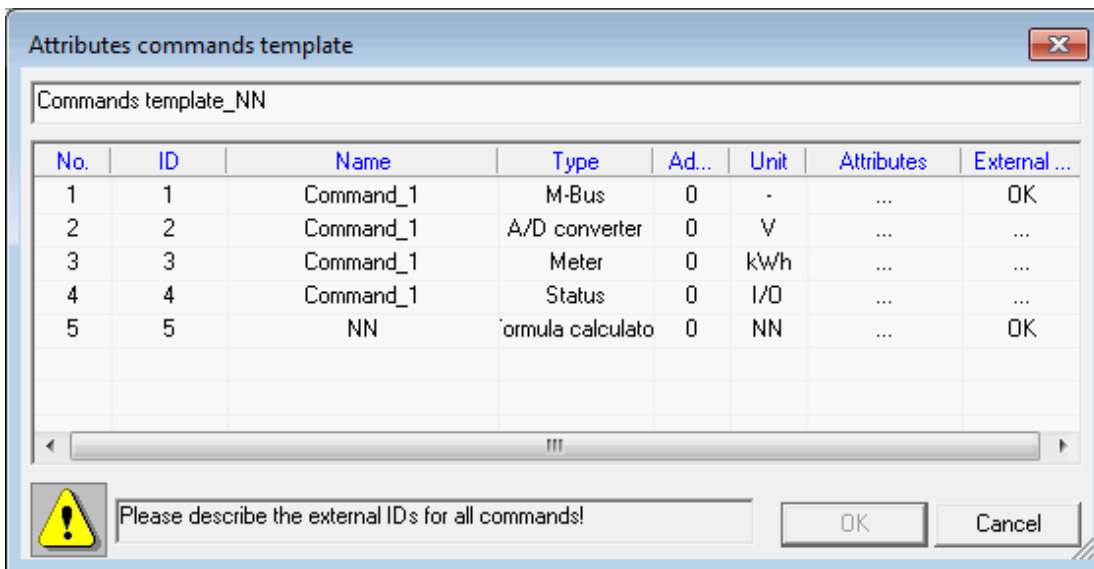 Attributes commands template
Commands template_NN
No. ID Name Type Ad... Unit Attributes External ...
1 1 Command_1 M-Bus 0 - ... OK
2 2 Command_1 A/D converter 0 V ... ...
3 3 Command_1 Meter 0 kWh ... ...
4 4 Command_1 Status 0 I/O ... ...
5 5 NN ormula calculato 0 NN ... OK
Please describe the external IDs for all commands! OK Cancel